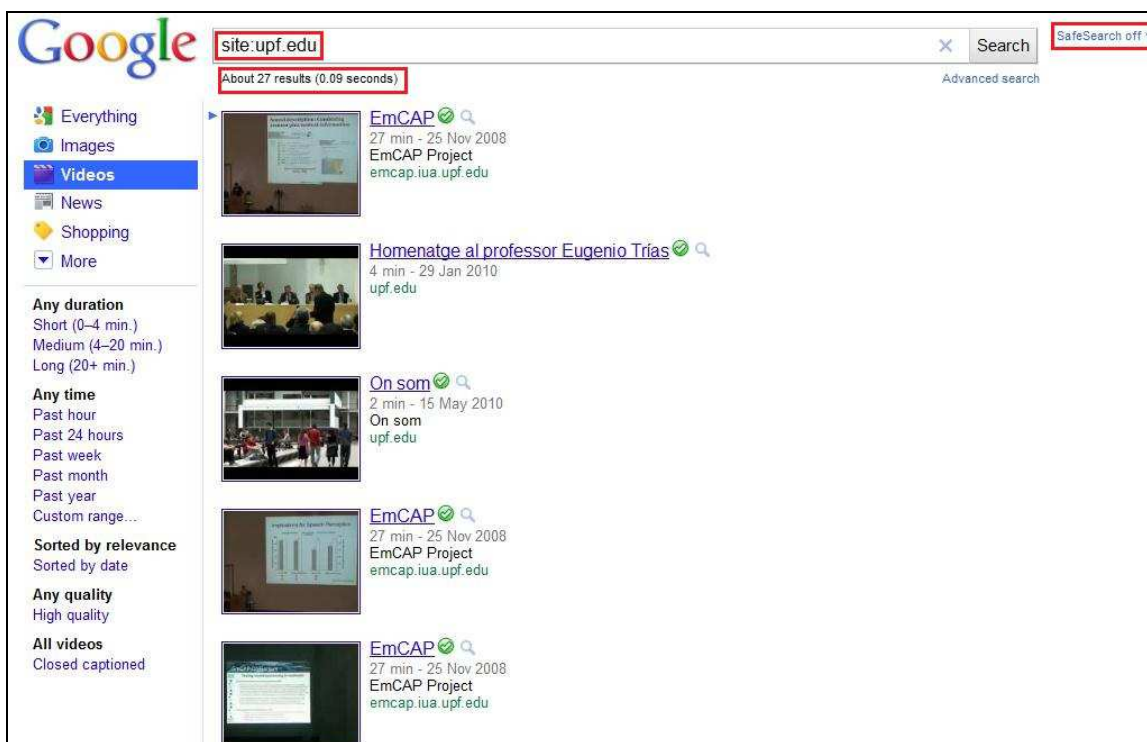 Google
site:upf.edu
Search
SafeSearch off
About 27 results (0.09 seconds)
Advanced search
Everything
Images
Videos
News
Shopping
More
Any duration
Short (0–4 min.)
Medium (4–20 min.)
Long (20+ min.)
Any time
Past hour
Past 24 hours
Past week
Past month
Past year
Custom range...
Sorted by relevance
Sorted by date
Any quality
High quality
All videos
Closed captioned
EmCAP
27 min - 25 Nov 2008
EmCAP Project
emcap.iua.upf.edu
Homenatge al professor Eugenio Trías
4 min - 29 Jan 2010
upf.edu
On som
2 min - 15 May 2010
On som
upf.edu
EmCAP
27 min - 25 Nov 2008
EmCAP Project
emcap.iua.upf.edu
EmCAP
27 min - 25 Nov 2008
EmCAP Project
emcap.iua.upf.edu